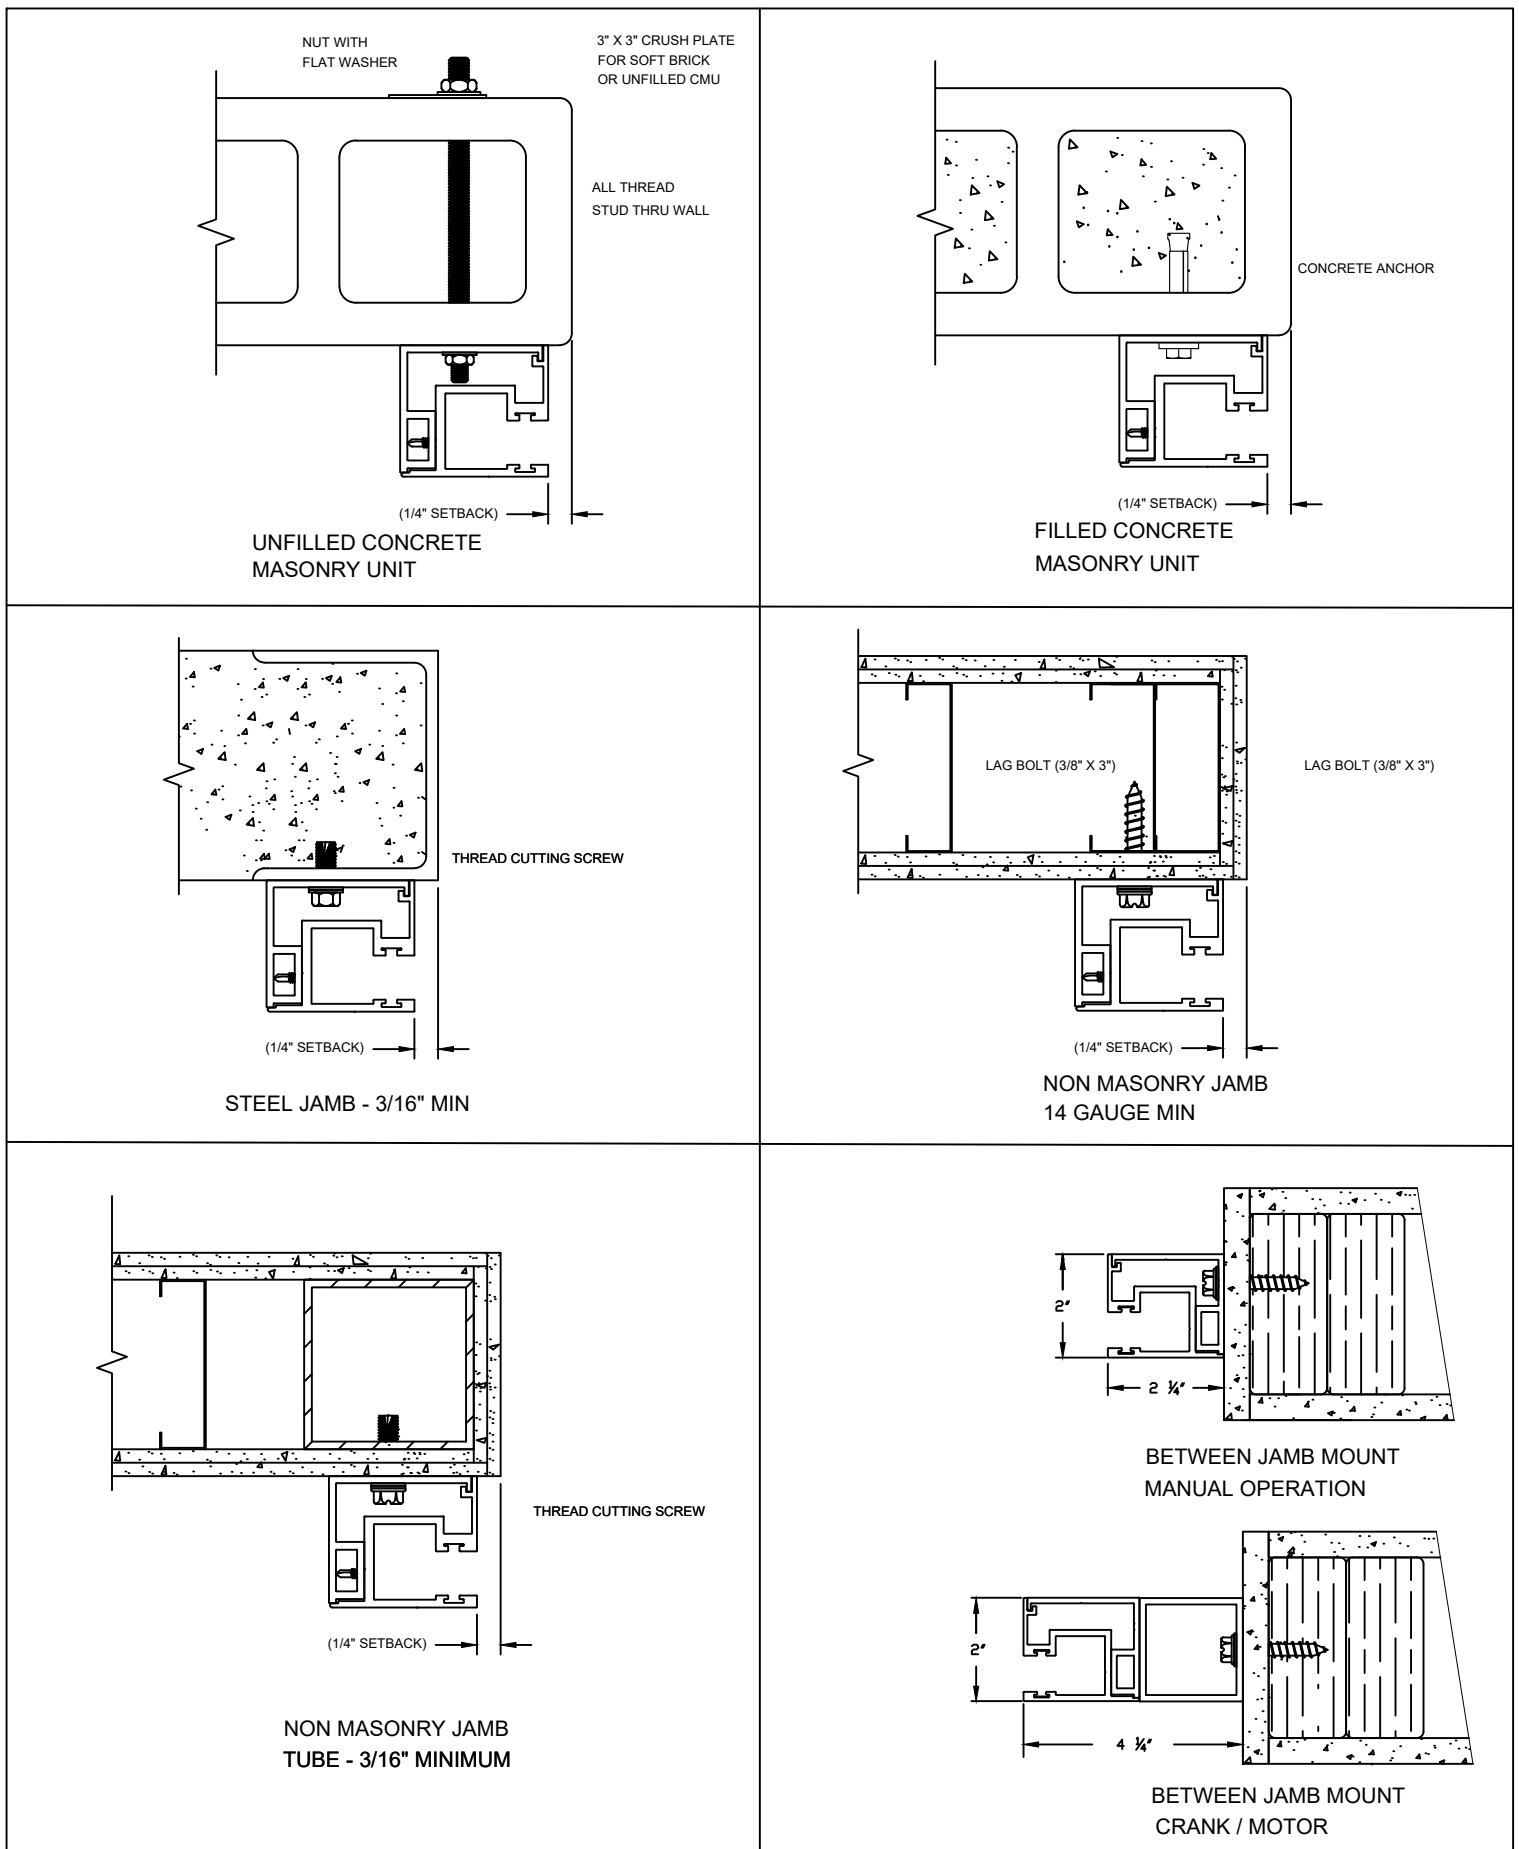 NUT WITH
FLAT WASHER
3" X 3" CRUSH PLATE
FOR SOFT BRICK
OR UNFILLED CMU
ALL THREAD
STUD THRU WALL
(1/4" SETBACK)
UNFILLED CONCRETE
MASONRY UNIT
CONCRETE ANCHOR
(1/4" SETBACK)
FILLED CONCRETE
MASONRY UNIT
THREAD CUTTING SCREW
(1/4" SETBACK)
STEEL JAMB - 3/16" MIN
LAG BOLT (3/8" X 3")
LAG BOLT (3/8" X 3")
(1/4" SETBACK)
NON MASONRY JAMB
14 GAUGE MIN
THREAD CUTTING SCREW
(1/4" SETBACK)
NON MASONRY JAMB
TUBE - 3/16" MINIMUM
2"
2 1/4"
BETWEEN JAMB MOUNT
MANUAL OPERATION
2"
4 1/4"
BETWEEN JAMB MOUNT
CRANK / MOTOR